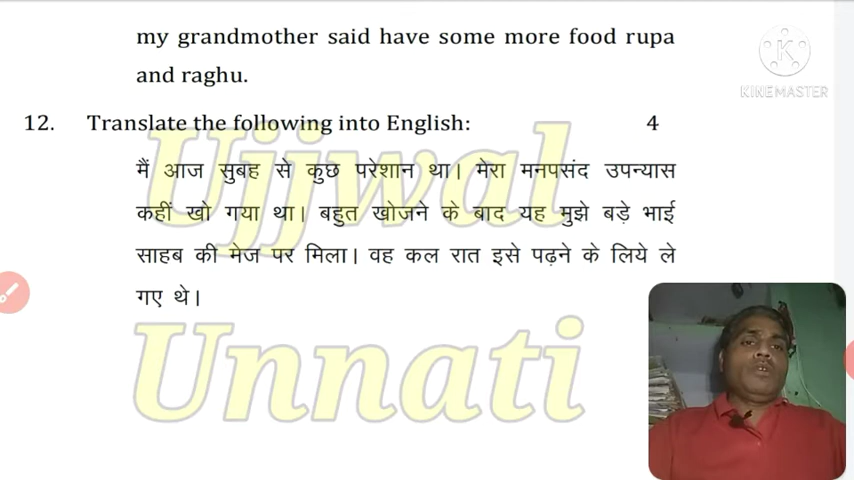 my grandmother said have some more food rupa
and raghu.
KINEMASTER
12. Translate the following into English: 4
मैं आज सुबह से कुछ परेशान था। मेरा मनपसंद उपन्यास
कहीं खो गया था। बहुत खोजने के बाद यह मुझे बड़े भाई
साहब की मेज पर मिला। वह कल रात इसे पढ़ने के लिये ले
गए थे।
Ujjwal
Unnati